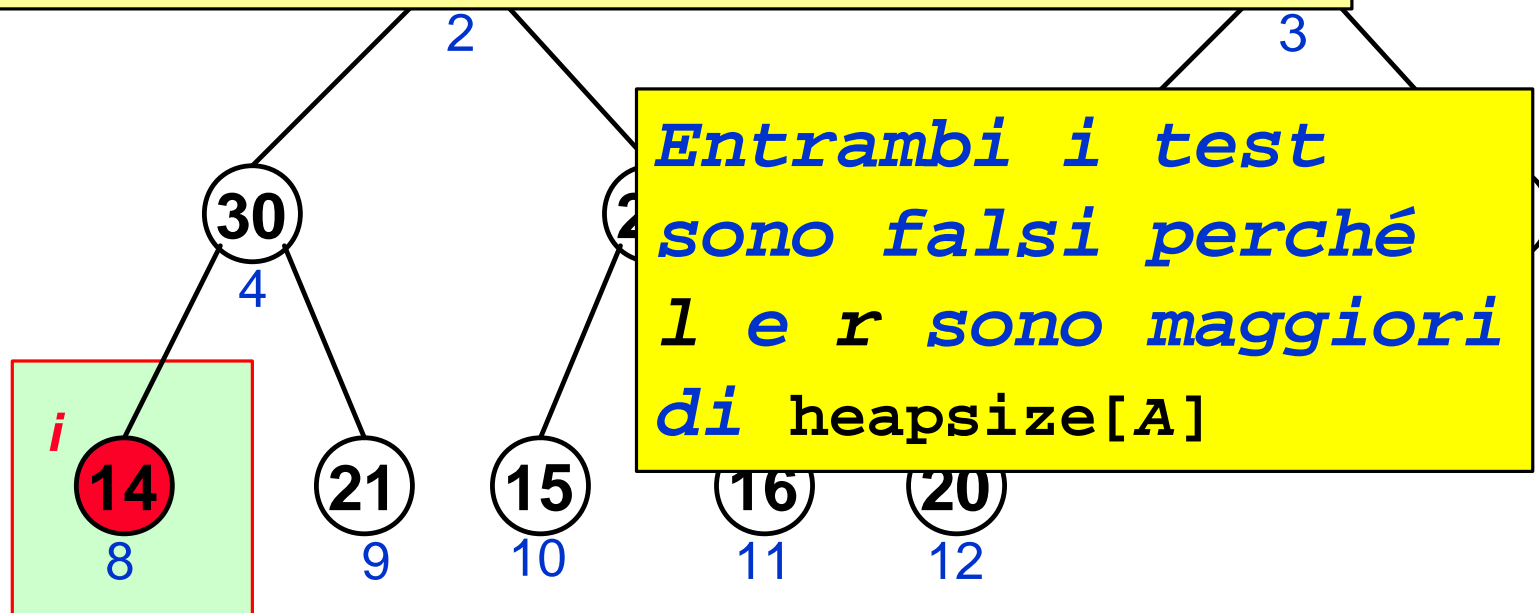 2
3
Entrambi i test
sono falsi perché
l e r sono maggiori
di heapsize[A]
30
4
i
14
21
15
16
20
8
9
10
11
12